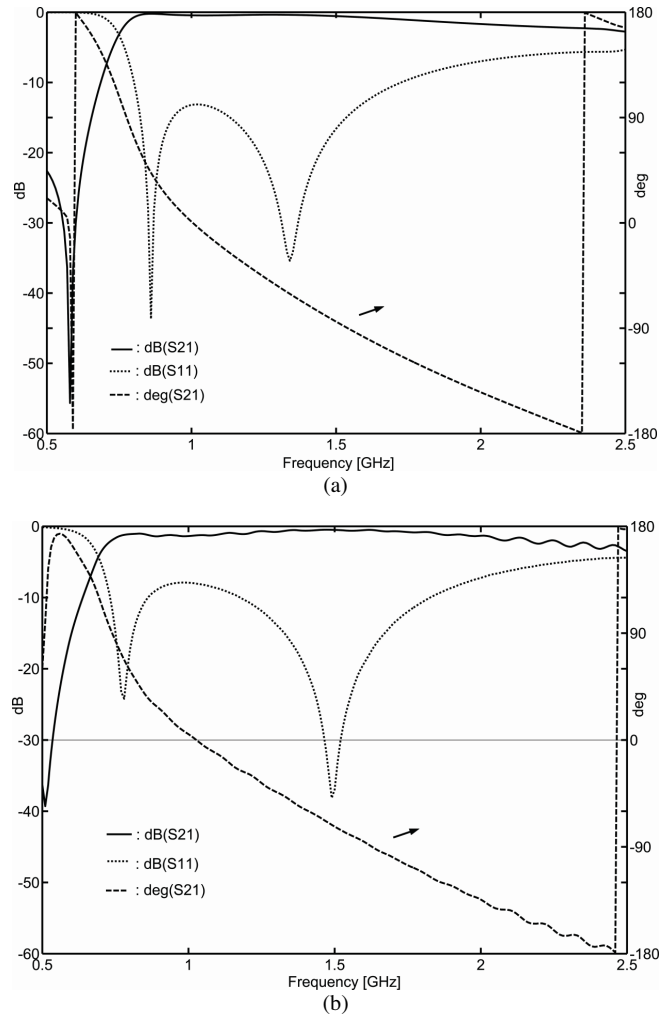 0
-10
-20
-30
-40
-50
-60
dB
180
90
0
-90
-180
deg
— : dB(S21)
······ : dB(S11)
--- : deg(S21)
0.5 1 1.5 2 2.5
Frequency [GHz]
(a)
0
-10
-20
-30
-40
-50
-60
dB
180
90
0
-90
-180
deg
— : dB(S21)
······ : dB(S11)
--- : deg(S21)
0.5 1 1.5 2 2.5
Frequency [GHz]
(b)